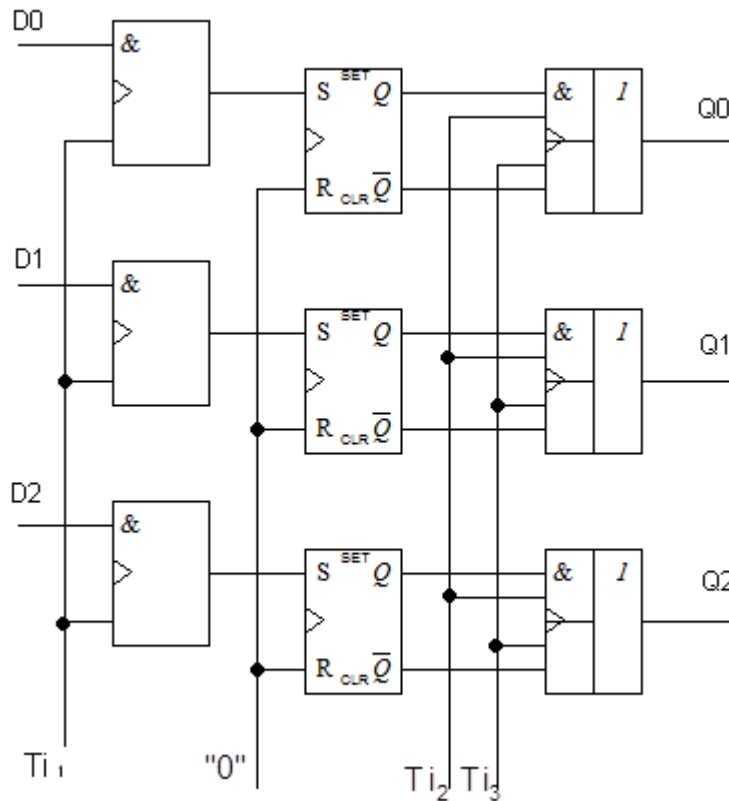 D0
&
S SET Q
R CLR Q̅
& 1
Q0
D1
&
S SET Q
R CLR Q̅
& 1
Q1
D2
&
S SET Q
R CLR Q̅
& 1
Q2
Ti₁
"0"
Ti₂
Ti₃